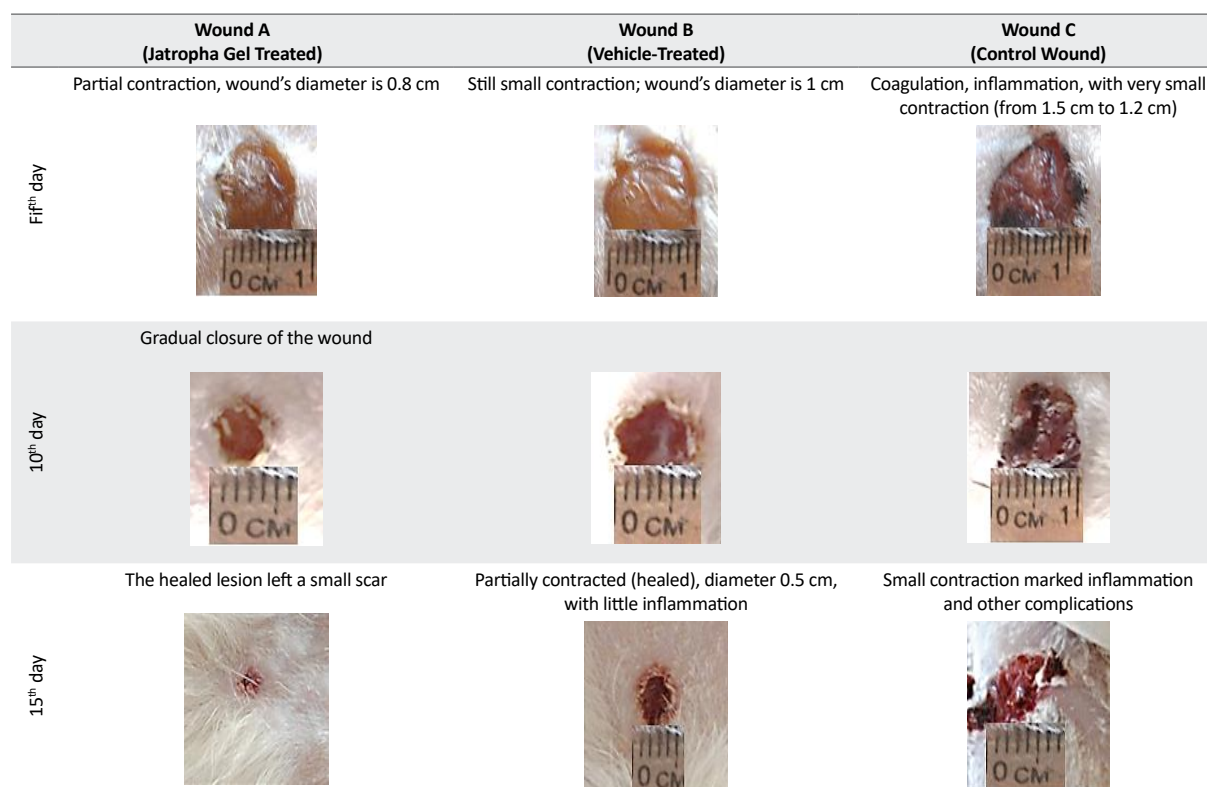 Wound A
(Jatropha Gel Treated)
Wound B
(Vehicle-Treated)
Wound C
(Control Wound)
Fifth day
Partial contraction, wound's diameter is 0.8 cm
Still small contraction; wound's diameter is 1 cm
Coagulation, inflammation, with very small
contraction (from 1.5 cm to 1.2 cm)
0 CM 1
0 CM 1
0 CM 1
10th day
Gradual closure of the wound
0 CM
0 CM
0 CM 1
15th day
The healed lesion left a small scar
Partially contracted (healed), diameter 0.5 cm,
with little inflammation
Small contraction marked inflammation
and other complications
0 CM
0 CM